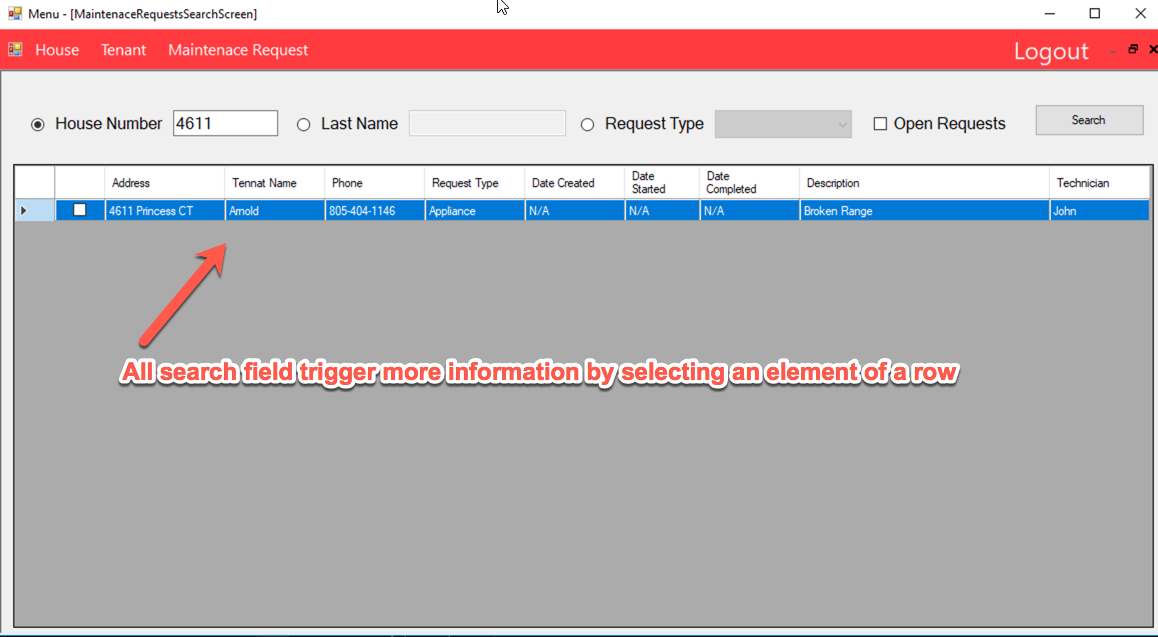 Menu - [MaintenaceRequestsSearchScreen]
House Tenant Maintenace Request Logout
House Number 4611 Last Name Request Type Open Requests Search
Address Tennat Name Phone Request Type Date Created Date Started Date Completed Description Technician
4611 Princess CT Arnold 805-404-1146 Appliance N/A N/A N/A Broken Range John
All search field trigger more information by selecting an element of a row